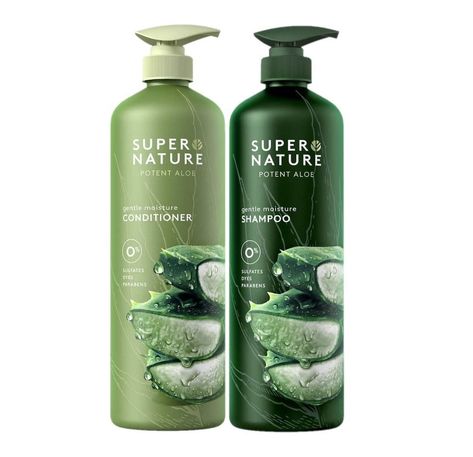 SUPER
NATURE
POTENT ALOE
gentle moisture
CONDITIONER
0%
SULFATES
DYES
PARABENS
SUPER
NATURE
POTENT ALOE
gentle moisture
SHAMPOO
0%
SULFATES
DYES
PARABENS